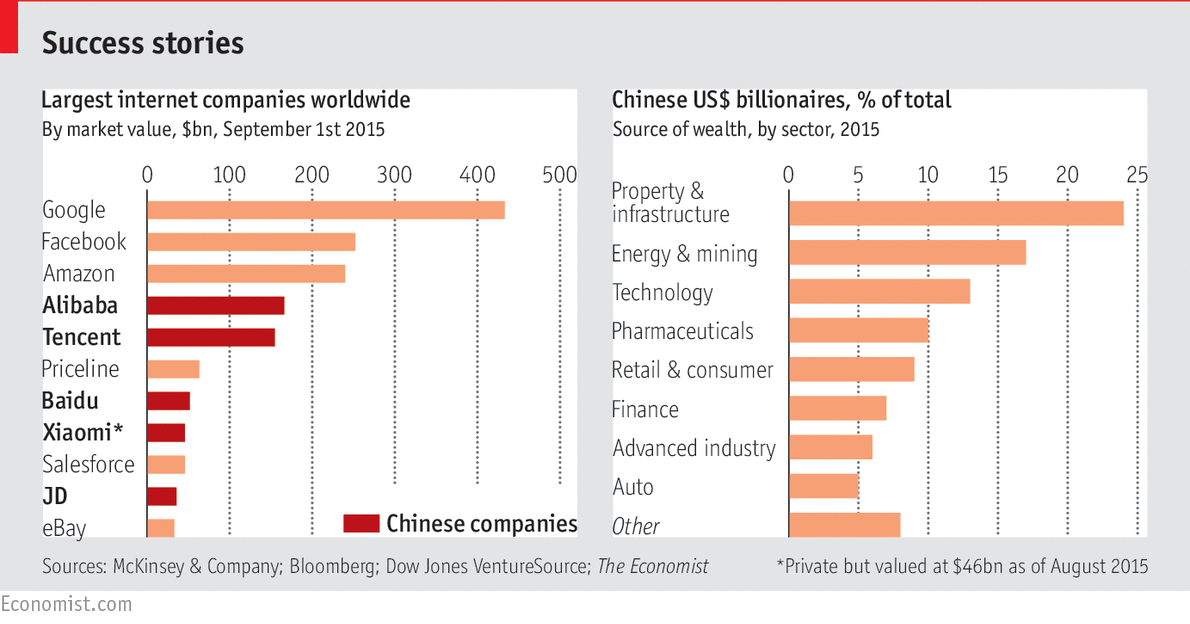 Success stories
Largest internet companies worldwide
By market value, $bn, September 1st 2015
0 100 200 300 400 500
Google
Facebook
Amazon
Alibaba
Tencent
Priceline
Baidu
Xiaomi*
Salesforce
JD
eBay
Chinese companies
Chinese US$ billionaires, % of total
Source of wealth, by sector, 2015
0 5 10 15 20 25
Property &
infrastructure
Energy & mining
Technology
Pharmaceuticals
Retail & consumer
Finance
Advanced industry
Auto
Other
Sources: McKinsey & Company; Bloomberg; Dow Jones VentureSource; The Economist
*Private but valued at $46bn as of August 2015
Economist.com